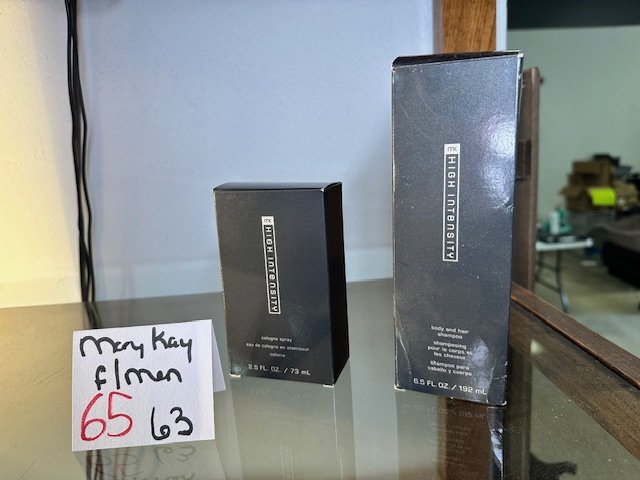 Mary Kay
f/men
65 63
MK HIGH INTENSITY
cologne spray
eau de cologne en atomiseur
colonia
2.5 FL. OZ. / 73 mL
MK HIGH INTENSITY
body and hair
shampoo
shampooing
pour le corps et
les cheveux
shampoo para
cabello y cuerpo
6.5 FL. OZ. / 192 mL